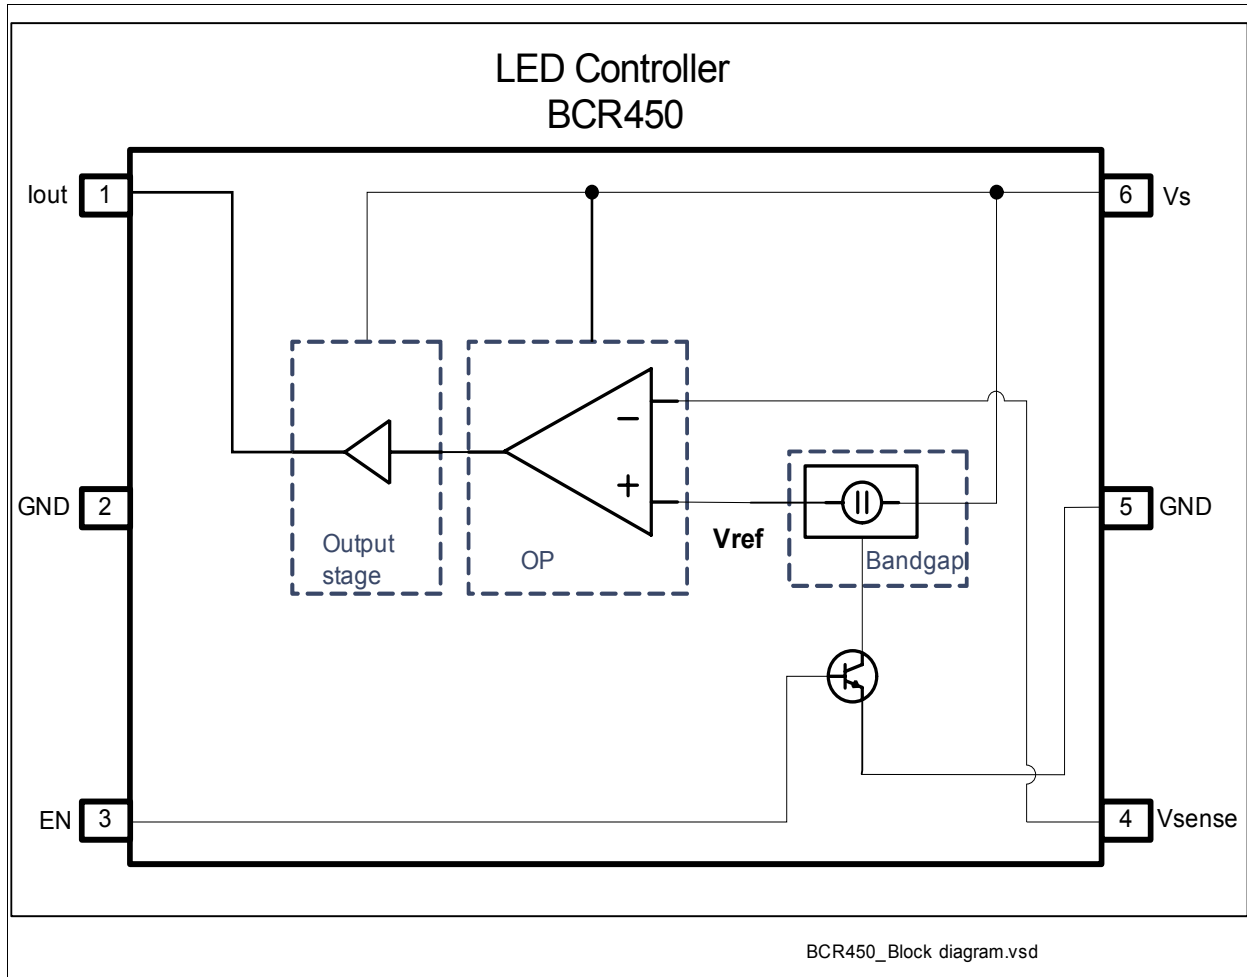 LED Controller
BCR450
Iout 1
6 Vs
−
+
Vref
Output
stage
OP
Bandgap
GND 2
5 GND
EN 3
4 Vsense
BCR450_Block diagram.vsd